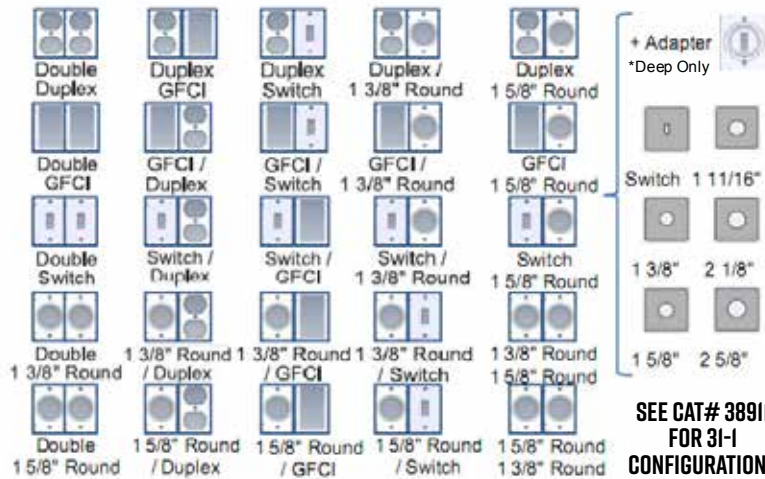 Double
Duplex
Duplex
GFCI
Duplex
Switch
Duplex /
1 3/8" Round
Duplex
1 5/8" Round
Double
GFCI
GFCI /
Duplex
GFCI /
Switch
GFCI /
1 3/8" Round
GFCI
1 5/8" Round
Double
Switch
Switch /
Duplex
Switch /
GFCI
Switch /
1 3/8" Round
Switch
1 5/8" Round
Double
1 3/8" Round
1 3/8" Round
/ Duplex
1 3/8" Round
/ GFCI
1 3/8" Round
/ Switch
1 3/8" Round
1 5/8" Round
Double
1 5/8" Round
1 5/8" Round
/ Duplex
1 5/8" Round
/ GFCI
1 5/8" Round
/ Switch
1 5/8" Round
1 3/8" Round
+ Adapter
*Deep Only
Switch 1 11/16"
1 3/8" 2 1/8"
1 5/8" 2 5/8"
SEE CAT#
FOR 31-1